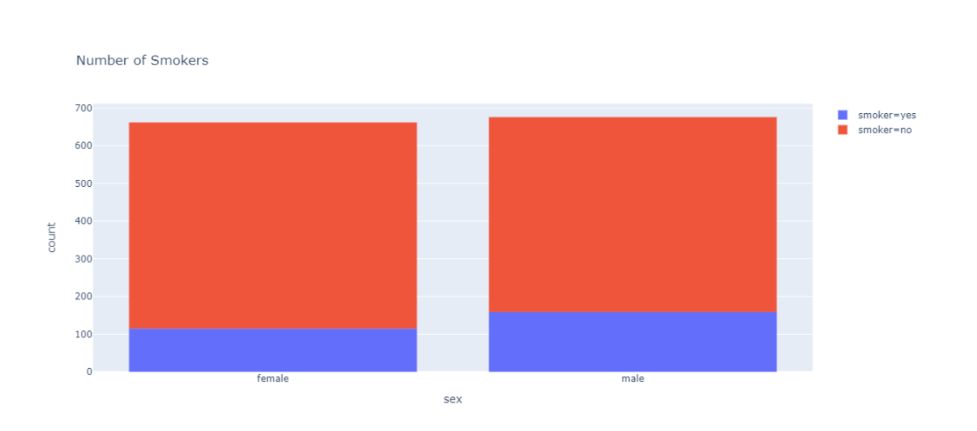 Number of Smokers
700
600
500
400
300
200
100
0
count
female
male
sex
smoker=yes
smoker=no